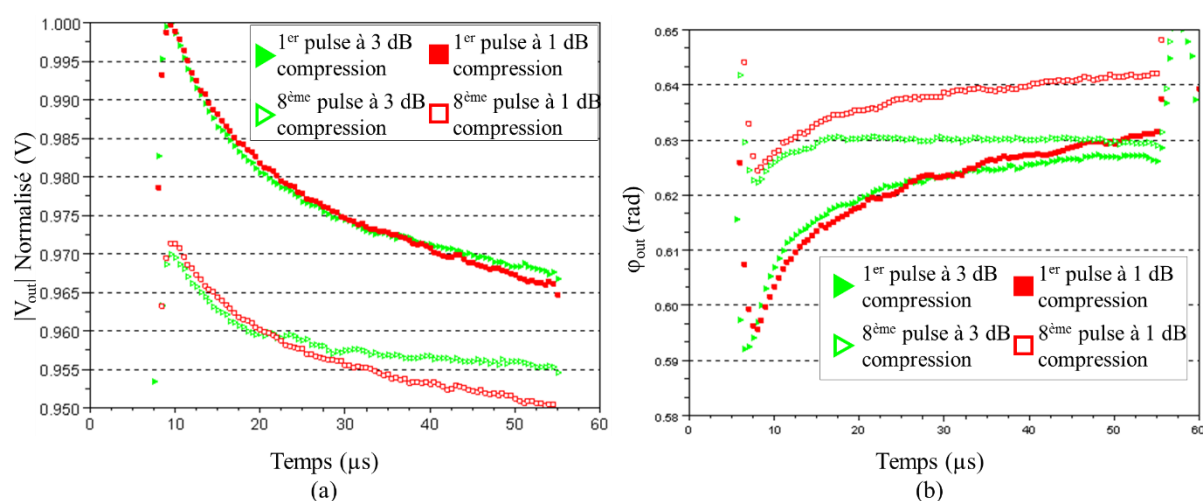 |V_out| Normalisé (V)
1.000
0.995
0.990
0.985
0.980
0.975
0.970
0.965
0.960
0.955
0.950
1er pulse à 3 dB compression
1er pulse à 1 dB compression
8ème pulse à 3 dB compression
8ème pulse à 1 dB compression
0 10 20 30 40 50 60
Temps (µs)
(a)
φout (rad)
0.65
0.64
0.63
0.62
0.61
0.60
0.59
0.58
1er pulse à 3 dB compression
1er pulse à 1 dB compression
8ème pulse à 3 dB compression
8ème pulse à 1 dB compression
0 10 20 30 40 50 60
Temps (µs)
(b)